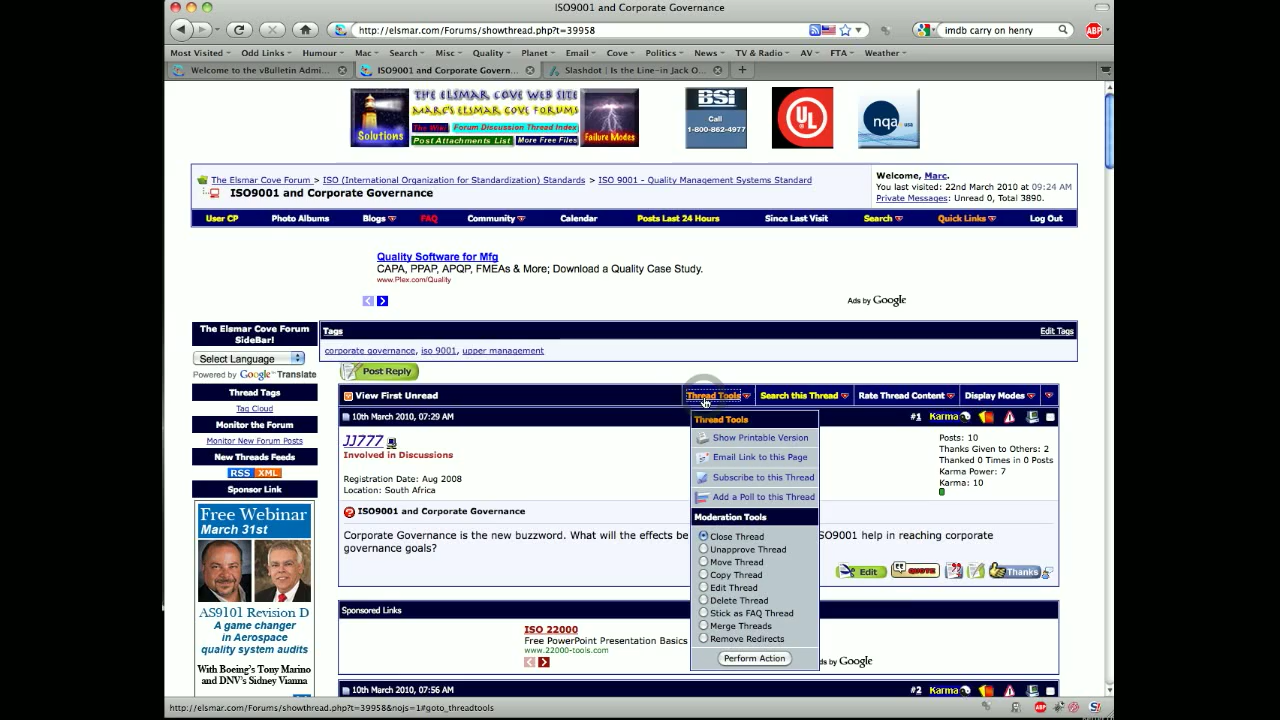 ISO9001 and Corporate Governance
http://elsmar.com/Forums/showthread.php?t=39958
imdb carry on henry
ABP
Most Visited Odd Links Humour Mac Search Misc Quality Planet Email Cove Politics News TV & Radio AV FTA Weather
Welcome to the vBulletin Admi...
ISO9001 and Corporate Govern...
Slashdot | Is the Line-in Jack O...
Solutions
THE ELSMAR COVE WEB SITE
MARC'S ELSMAR COVE FORUMS
The Wiki Forum Discussion Thread Index
Post Attachments List More Free Files
Failure Modes
BSi
Call
1-800-862-4977
UL
nqa
The Elsmar Cove Forum > ISO (International Organization for Standardization) Standards > ISO 9001 - Quality Management Systems Standard
ISO9001 and Corporate Governance
Welcome, Marc.
You last visited: 22nd March 2010 at 09:24 AM
Private Messages: Unread 0, Total 3890.
User CP Photo Albums Blogs FAQ Community Calendar Posts Last 24 Hours Since Last Visit Search Quick Links Log Out
Quality Software for Mfg
CAPA, PPAP, APQP, FMEAs & More; Download a Quality Case Study.
www.Plex.com/Quality
Ads by Google
The Elsmar Cove Forum
SideBar!
Select Language
Powered by Google Translate
Thread Tags
Tag Cloud
Monitor the Forum
Monitor New Forum Posts
New Threads Feeds
RSS XML
Sponsor Link
Free Webinar
March 31st
AS9101 Revision D
A game changer
in Aerospace
quality system audits
With Boeing's Tony Marino
and DNV's Sidney Vianna
Tags
Edit Tags
corporate governance, iso 9001, upper management
Post Reply
View First Unread
Thread Tools Search this Thread Rate Thread Content Display Modes
10th March 2010, 07:29 AM
#1 Karma
JJ777
Involved in Discussions
Registration Date: Aug 2008
Location: South Africa
Posts: 10
Thanks Given to Others: 2
Thanked 0 Times in 0 Posts
Karma Power: 7
Karma: 10
ISO9001 and Corporate Governance
Corporate Governance is the new buzzword. What will the effects be
SO9001 help in reaching corporate
governance goals?
Edit QUOTE Thanks
Thread Tools
Show Printable Version
Email Link to this Page
Subscribe to this Thread
Add a Poll to this Thread
Moderation Tools
Close Thread
Unapprove Thread
Move Thread
Copy Thread
Edit Thread
Delete Thread
Stick as FAQ Thread
Merge Threads
Remove Redirects
Perform Action
Sponsored Links
ISO 22000
Free PowerPoint Presentation Basics
www.22000-tools.com
ds by Google
10th March 2010, 07:56 AM
#2 Karma
http://elsmar.com/Forums/showthread.php?t=39958&nojs=1#goto_threadtools
ABP